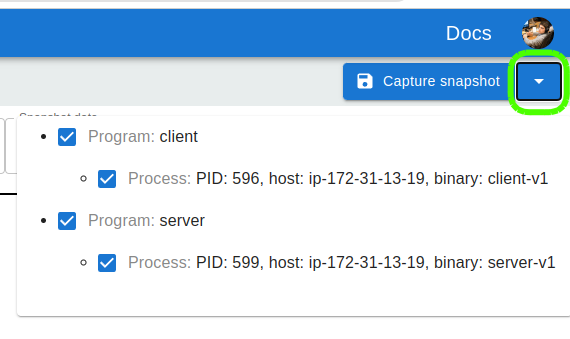 Docs
Capture snapshot
Snapshot date
Program: client
Process: PID: 596, host: ip-172-31-13-19, binary: client-v1
Program: server
Process: PID: 599, host: ip-172-31-13-19, binary: server-v1